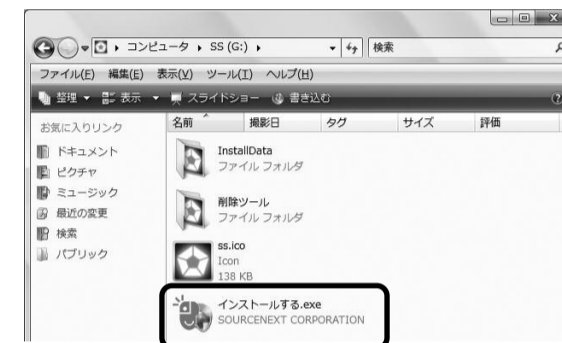 コンピュータ ▸ SS (G:) ▸
検索
ファイル(F) 編集(E) 表示(V) ツール(T) ヘルプ(H)
整理 ▼ 表示 ▼ スライドショー 書き込む
お気に入りリンク
ドキュメント
ピクチャ
ミュージック
最近の変更
検索
パブリック
名前 撮影日 タグ サイズ 評価
InstallData
ファイル フォルダ
削除ツール
ファイル フォルダ
ss.ico
Icon
138 KB
インストールする.exe
SOURCENEXT CORPORATION